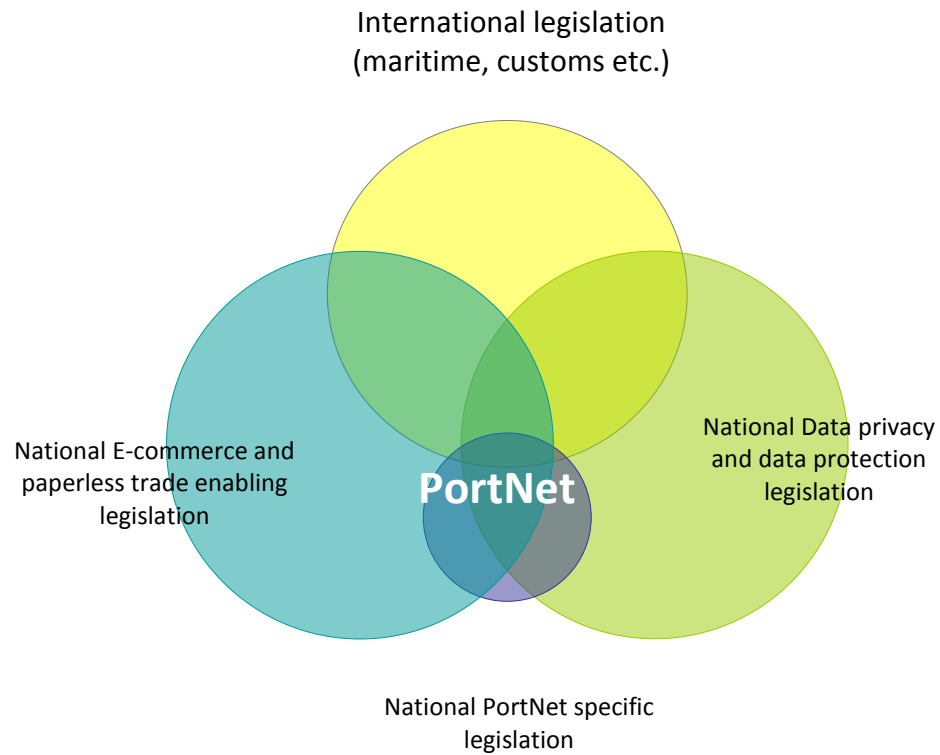 International legislation
(maritime, customs etc.)
National E-commerce and
paperless trade enabling
legislation
PortNet
National Data privacy
and data protection
legislation
National PortNet specific
legislation